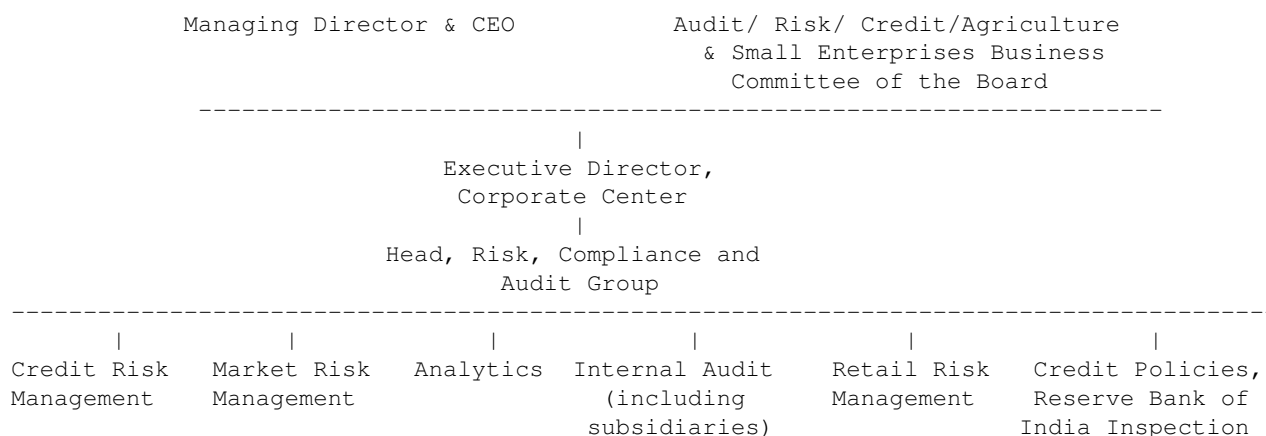 Managing Director & CEO Audit/ Risk/ Credit/Agriculture
& Small Enterprises Business
Committee of the Board
Executive Director,
Corporate Center
Head, Risk, Compliance and
Audit Group
Credit Risk Market Risk Analytics Internal Audit Retail Risk Credit Policies,
Management Management (including Management Reserve Bank of
subsidiaries) India Inspection